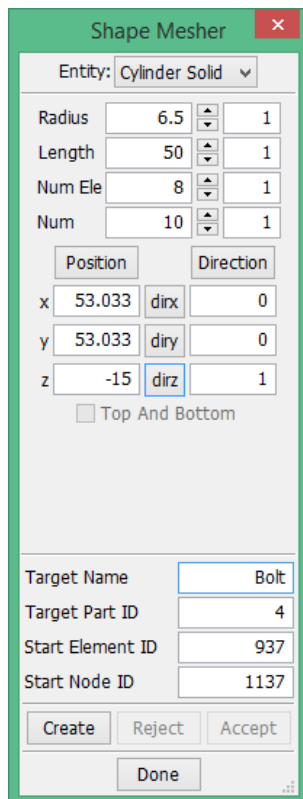 Shape Mesher
Entity: Cylinder Solid
Radius 6.5 1
Length 50 1
Num Ele 8 1
Num 10 1
Position Direction
x 53.033 dirx 0
y 53.033 diry 0
z -15 dirz 1
Top And Bottom
Target Name Bolt
Target Part ID 4
Start Element ID 937
Start Node ID 1137
Create Reject Accept
Done